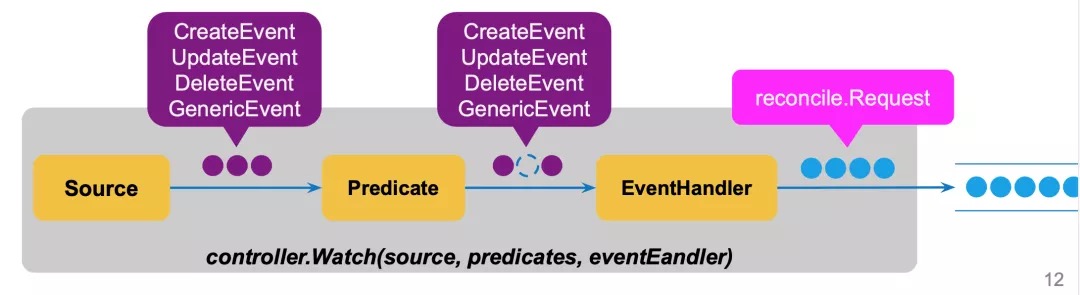 CreateEvent
UpdateEvent
DeleteEvent
GenericEvent
CreateEvent
UpdateEvent
DeleteEvent
GenericEvent
reconcile.Request
Source
Predicate
EventHandler
controller.Watch(source, predicates, eventEandler)
12